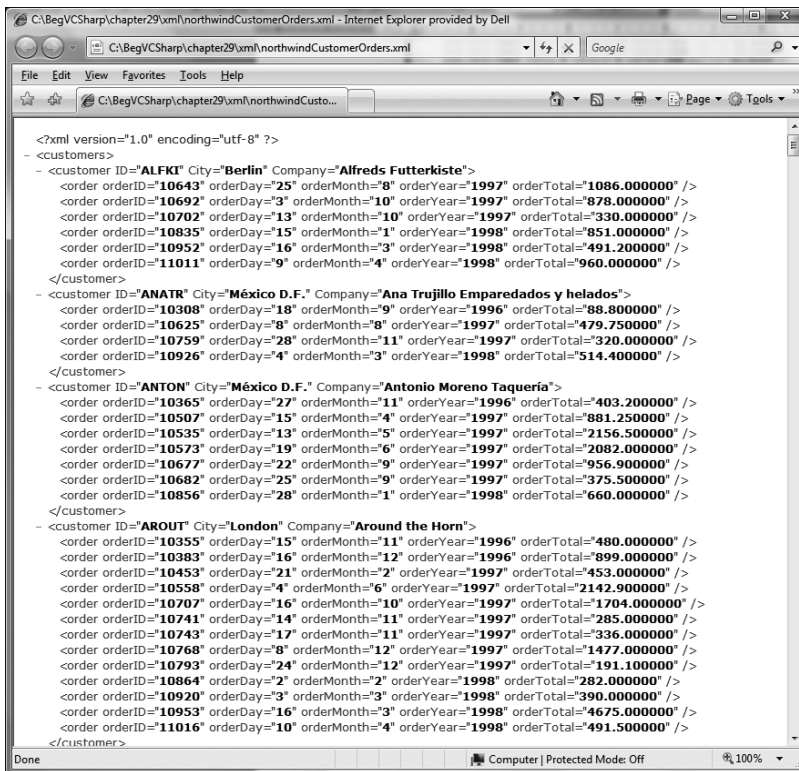 C:\BegVCSharp\chapter29\xml\northwindCustomerOrders.xml - Internet Explorer provided by Dell
C:\BegVCSharp\chapter29\xml\northwindCustomerOrders.xml
Google
File Edit View Favorites Tools Help
C:\BegVCSharp\chapter29\xml\northwindCusto...
Page Tools
<?xml version="1.0" encoding="utf-8" ?>
- <customers>
- <customer ID="ALFKI" City="Berlin" Company="Alfreds Futterkiste">
<order orderID="10643" orderDay="25" orderMonth="8" orderYear="1997" orderTotal="1086.000000" />
<order orderID="10692" orderDay="3" orderMonth="10" orderYear="1997" orderTotal="878.000000" />
<order orderID="10702" orderDay="13" orderMonth="10" orderYear="1997" orderTotal="330.000000" />
<order orderID="10835" orderDay="15" orderMonth="1" orderYear="1998" orderTotal="851.000000" />
<order orderID="10952" orderDay="16" orderMonth="3" orderYear="1998" orderTotal="491.200000" />
<order orderID="11011" orderDay="9" orderMonth="4" orderYear="1998" orderTotal="960.000000" />
</customer>
- <customer ID="ANATR" City="México D.F." Company="Ana Trujillo Emparedados y helados">
<order orderID="10308" orderDay="18" orderMonth="9" orderYear="1996" orderTotal="88.800000" />
<order orderID="10625" orderDay="8" orderMonth="8" orderYear="1997" orderTotal="479.750000" />
<order orderID="10759" orderDay="28" orderMonth="11" orderYear="1997" orderTotal="320.000000" />
<order orderID="10926" orderDay="4" orderMonth="3" orderYear="1998" orderTotal="514.400000" />
</customer>
- <customer ID="ANTON" City="México D.F." Company="Antonio Moreno Taquería">
<order orderID="10365" orderDay="27" orderMonth="11" orderYear="1996" orderTotal="403.200000" />
<order orderID="10507" orderDay="15" orderMonth="4" orderYear="1997" orderTotal="881.250000" />
<order orderID="10535" orderDay="13" orderMonth="5" orderYear="1997" orderTotal="2156.500000" />
<order orderID="10573" orderDay="19" orderMonth="6" orderYear="1997" orderTotal="2082.000000" />
<order orderID="10677" orderDay="22" orderMonth="9" orderYear="1997" orderTotal="956.900000" />
<order orderID="10682" orderDay="25" orderMonth="9" orderYear="1997" orderTotal="375.500000" />
<order orderID="10856" orderDay="28" orderMonth="1" orderYear="1998" orderTotal="660.000000" />
</customer>
- <customer ID="AROUT" City="London" Company="Around the Horn">
<order orderID="10355" orderDay="15" orderMonth="11" orderYear="1996" orderTotal="480.000000" />
<order orderID="10383" orderDay="16" orderMonth="12" orderYear="1996" orderTotal="899.000000" />
<order orderID="10453" orderDay="21" orderMonth="2" orderYear="1997" orderTotal="453.000000" />
<order orderID="10558" orderDay="4" orderMonth="6" orderYear="1997" orderTotal="2142.900000" />
<order orderID="10707" orderDay="16" orderMonth="10" orderYear="1997" orderTotal="1704.000000" />
<order orderID="10741" orderDay="14" orderMonth="11" orderYear="1997" orderTotal="285.000000" />
<order orderID="10743" orderDay="17" orderMonth="11" orderYear="1997" orderTotal="336.000000" />
<order orderID="10768" orderDay="8" orderMonth="12" orderYear="1997" orderTotal="1477.000000" />
<order orderID="10793" orderDay="24" orderMonth="12" orderYear="1997" orderTotal="191.100000" />
<order orderID="10864" orderDay="2" orderMonth="2" orderYear="1998" orderTotal="282.000000" />
<order orderID="10920" orderDay="3" orderMonth="3" orderYear="1998" orderTotal="390.000000" />
<order orderID="10953" orderDay="16" orderMonth="3" orderYear="1998" orderTotal="4675.000000" />
<order orderID="11016" orderDay="10" orderMonth="4" orderYear="1998" orderTotal="491.500000" />
</customer>
Done
Computer | Protected Mode: Off
100%